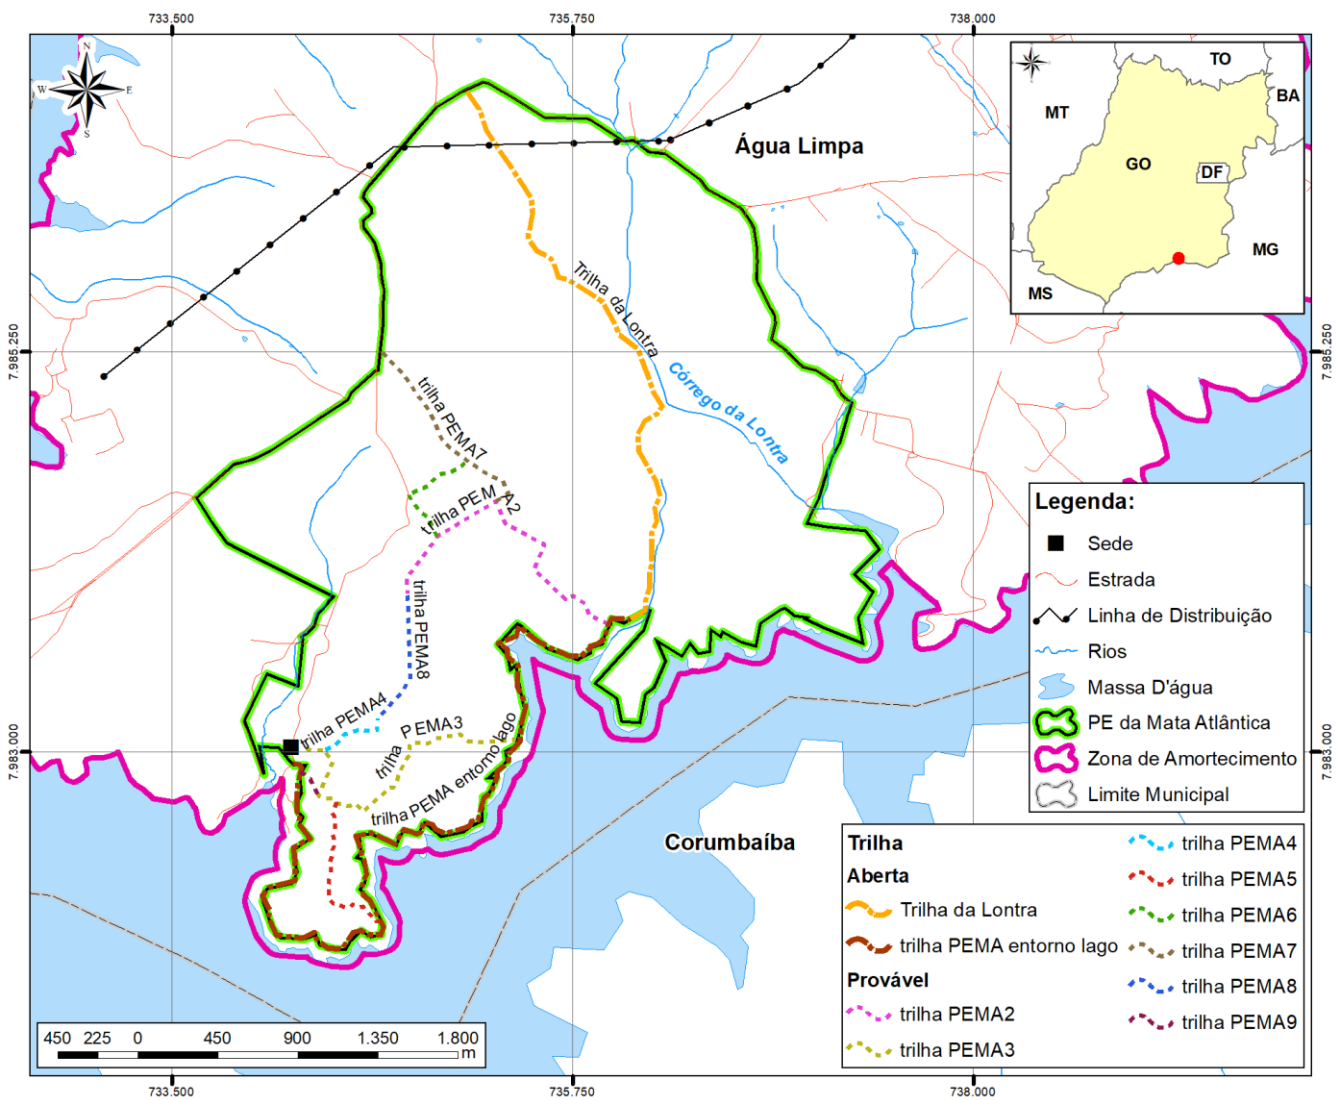 733.500
735.750
738.000
N
W
E
S
TO
BA
MT
GO
DF
MG
MS
Água Limpa
7.985.250
7.985.250
Trilha da Lontra
Córrego da Lontra
trilha PEMA7
trilha PEM A2
trilha PEMA8
trilha PEMA4
trilha PEMA3
trilha PEMA entorno lago
7.983.000
7.983.000
Corumbaíba
Legenda:
Sede
Estrada
Linha de Distribuição
Rios
Massa D'água
PE da Mata Atlântica
Zona de Amortecimento
Limite Municipal
Trilha
Aberta
Trilha da Lontra
trilha PEMA entorno lago
Provável
trilha PEMA2
trilha PEMA3
trilha PEMA4
trilha PEMA5
trilha PEMA6
trilha PEMA7
trilha PEMA8
trilha PEMA9
450 225 0 450 900 1.350 1.800
m
733.500
735.750
738.000